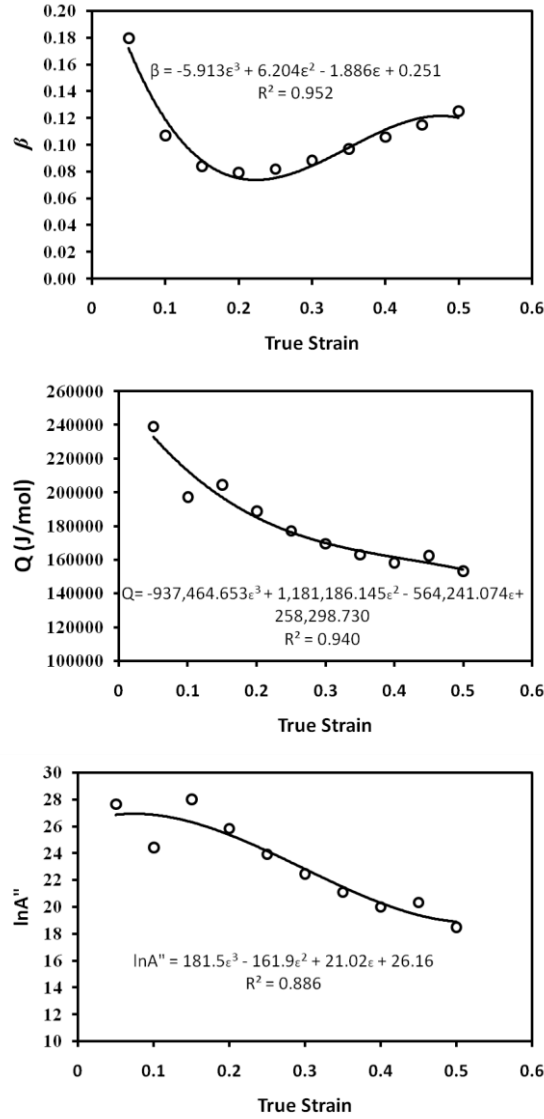 0.20
0.18
0.16
0.14
0.12
0.10
0.08
0.06
0.04
0.02
0.00
β
β = -5.913ε³ + 6.204ε² - 1.886ε + 0.251
R² = 0.952
0 0.1 0.2 0.3 0.4 0.5 0.6
True Strain
260000
240000
220000
200000
180000
160000
140000
120000
100000
Q (J/mol)
Q= -937,464.653ε³ + 1,181,186.145ε² - 564,241.074ε+
258,298.730
R² = 0.940
0 0.1 0.2 0.3 0.4 0.5 0.6
True Strain
30
28
26
24
22
20
18
16
14
12
10
lnA"
lnA" = 181.5ε³ - 161.9ε² + 21.02ε + 26.16
R² = 0.886
0 0.1 0.2 0.3 0.4 0.5 0.6
True Strain